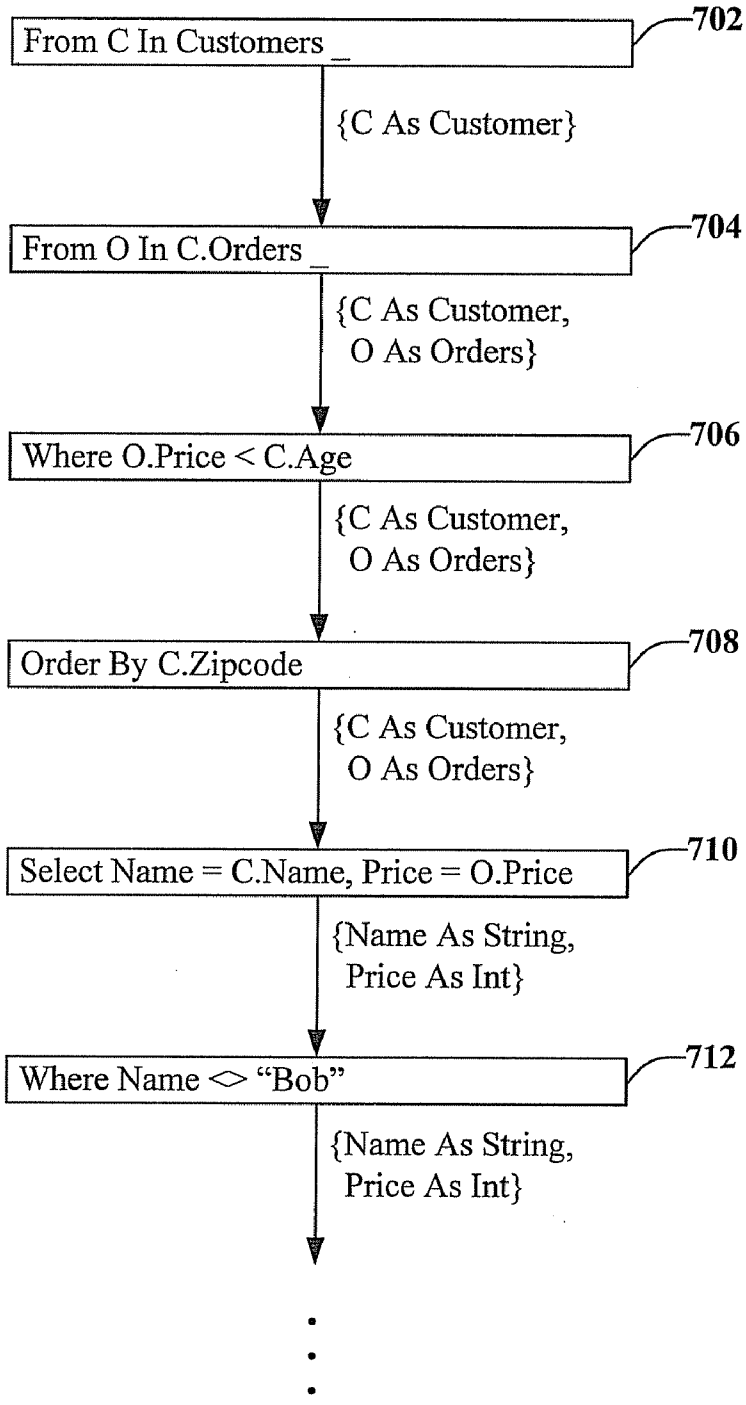 702
From C In Customers _
{C As Customer}
704
From O In C.Orders _
{C As Customer,
O As Orders}
706
Where O.Price < C.Age
{C As Customer,
O As Orders}
708
Order By C.Zipcode
{C As Customer,
O As Orders}
710
Select Name = C.Name, Price = O.Price
{Name As String,
Price As Int}
712
Where Name <> “Bob”
{Name As String,
Price As Int}